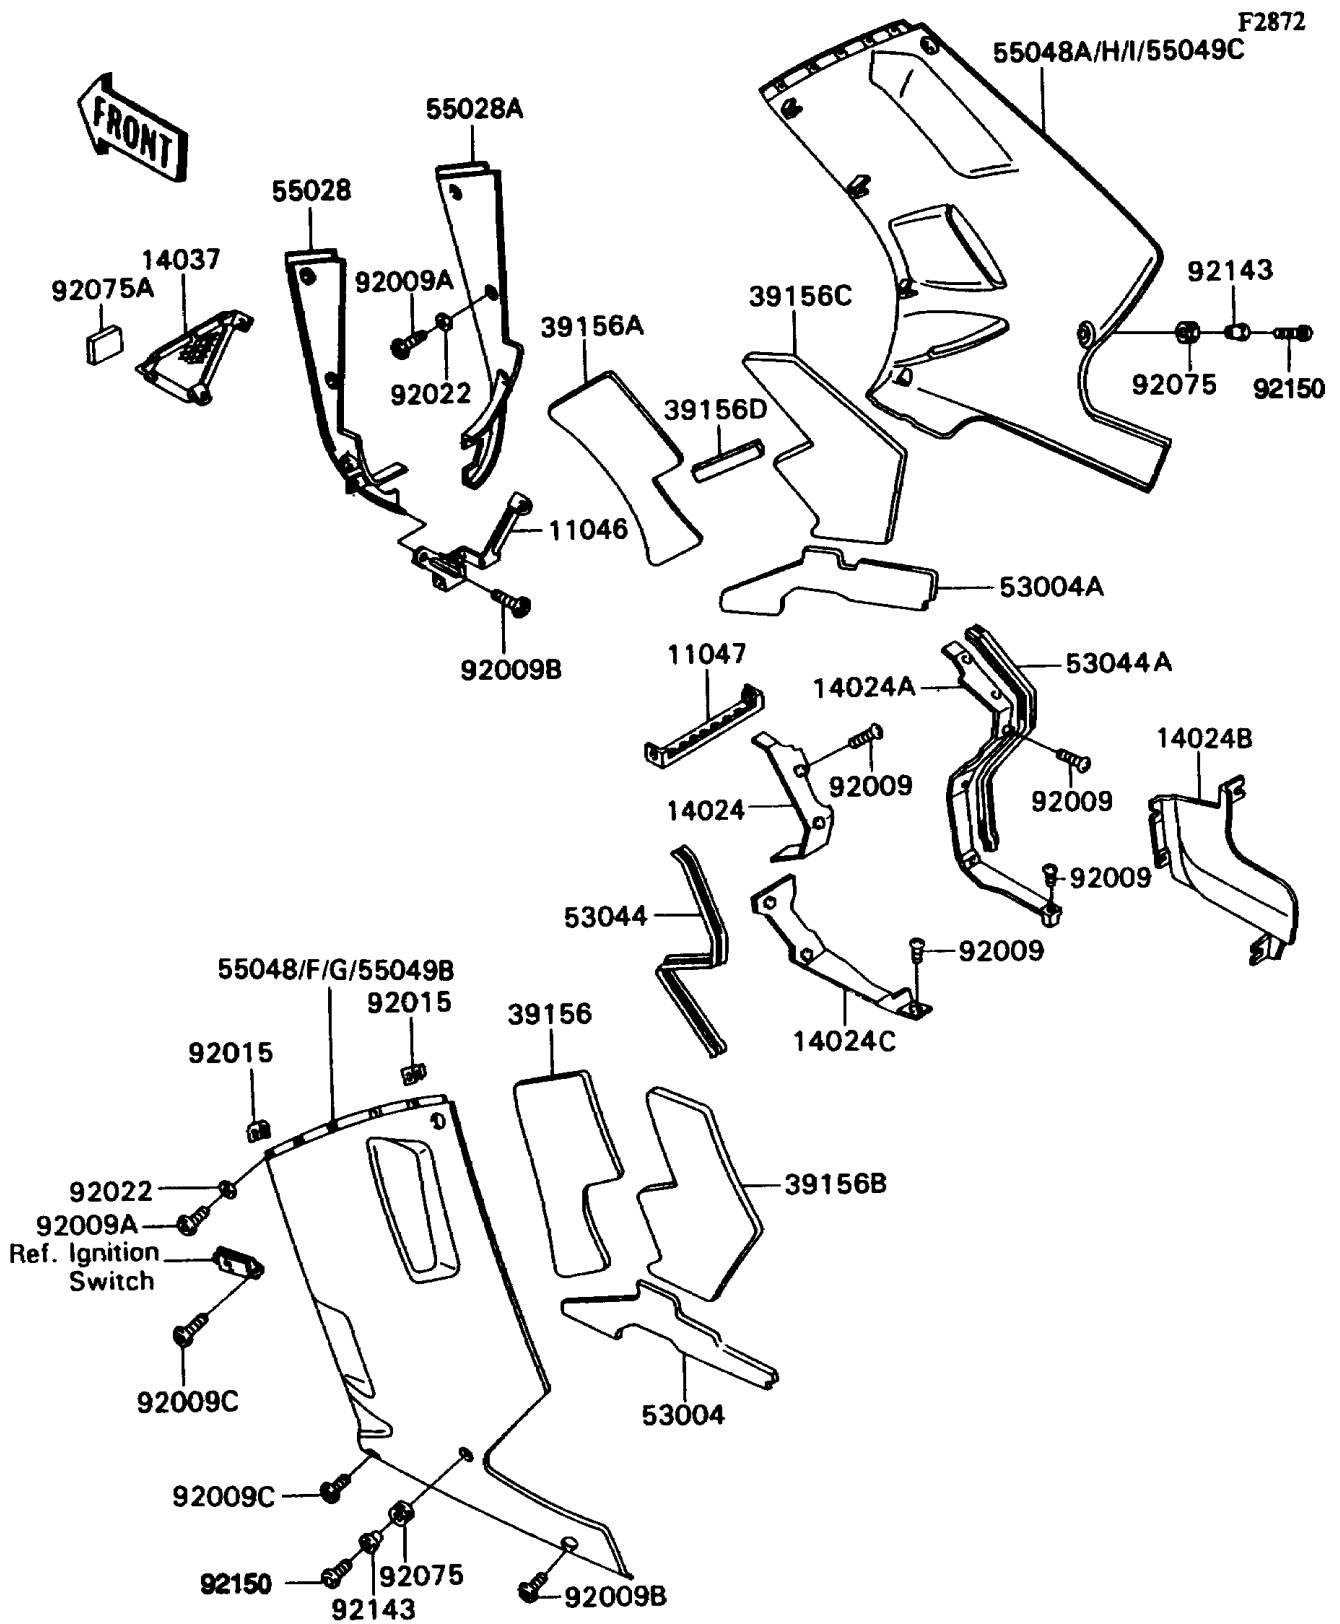 F2872
55048A/H/I/55049C
FRONT
55028A
55028
14037
92075A
92009A
39156A
39156C
92143
92022
39156D
92075
92150
11046
53004A
92009B
11047
53044A
14024A
14024B
92009
92009
14024
92009
53044
92009
55048/F/G/55049B
92015
39156
14024C
92015
92022
39156B
92009A
Ref. Ignition
Switch
92009C
53004
92009C
92075
92150
92009B
92143